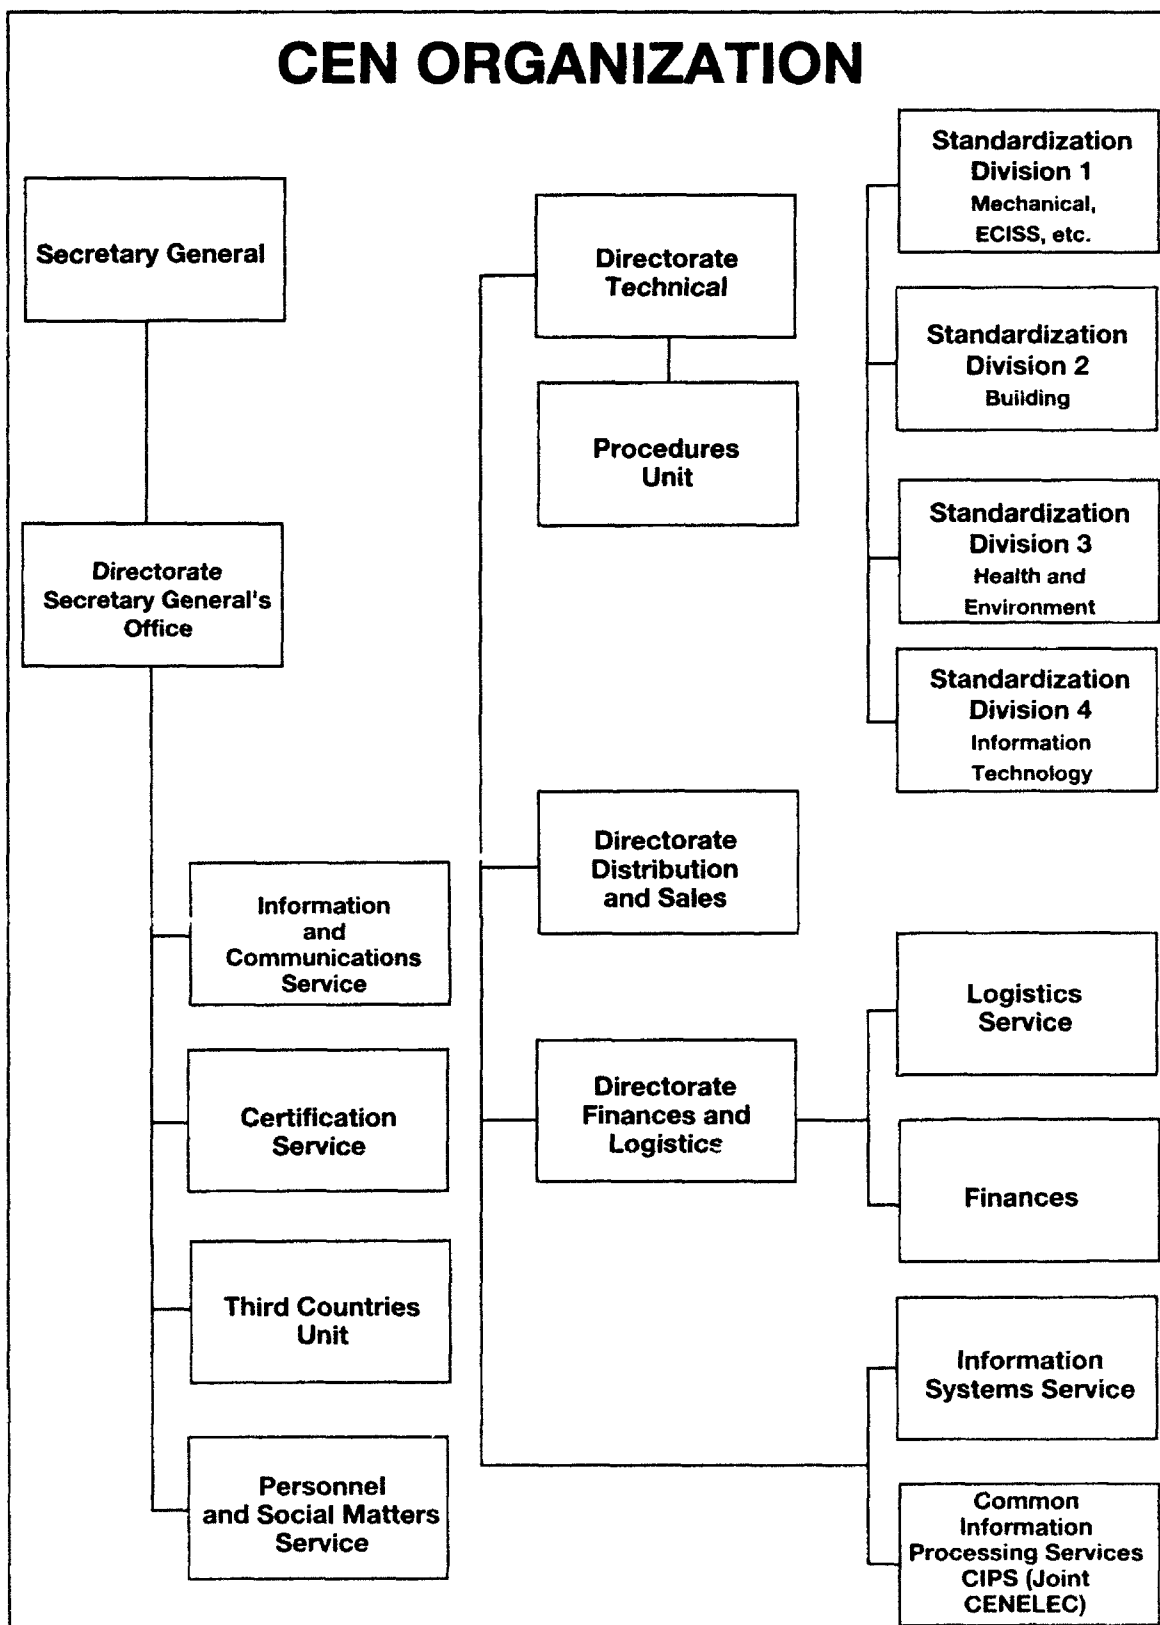 CEN ORGANIZATION
Secretary General
Directorate
Secretary General's
Office
Information
and
Communications
Service
Certification
Service
Third Countries
Unit
Personnel
and Social Matters
Service
Directorate
Technical
Procedures
Unit
Directorate
Distribution
and Sales
Directorate
Finances and
Logistics
Standardization
Division 1
Mechanical,
ECISS, etc.
Standardization
Division 2
Building
Standardization
Division 3
Health and
Environment
Standardization
Division 4
Information
Technology
Logistics
Service
Finances
Information
Systems Service
Common
Information
Processing Services
CIPS (Joint
CENELEC)